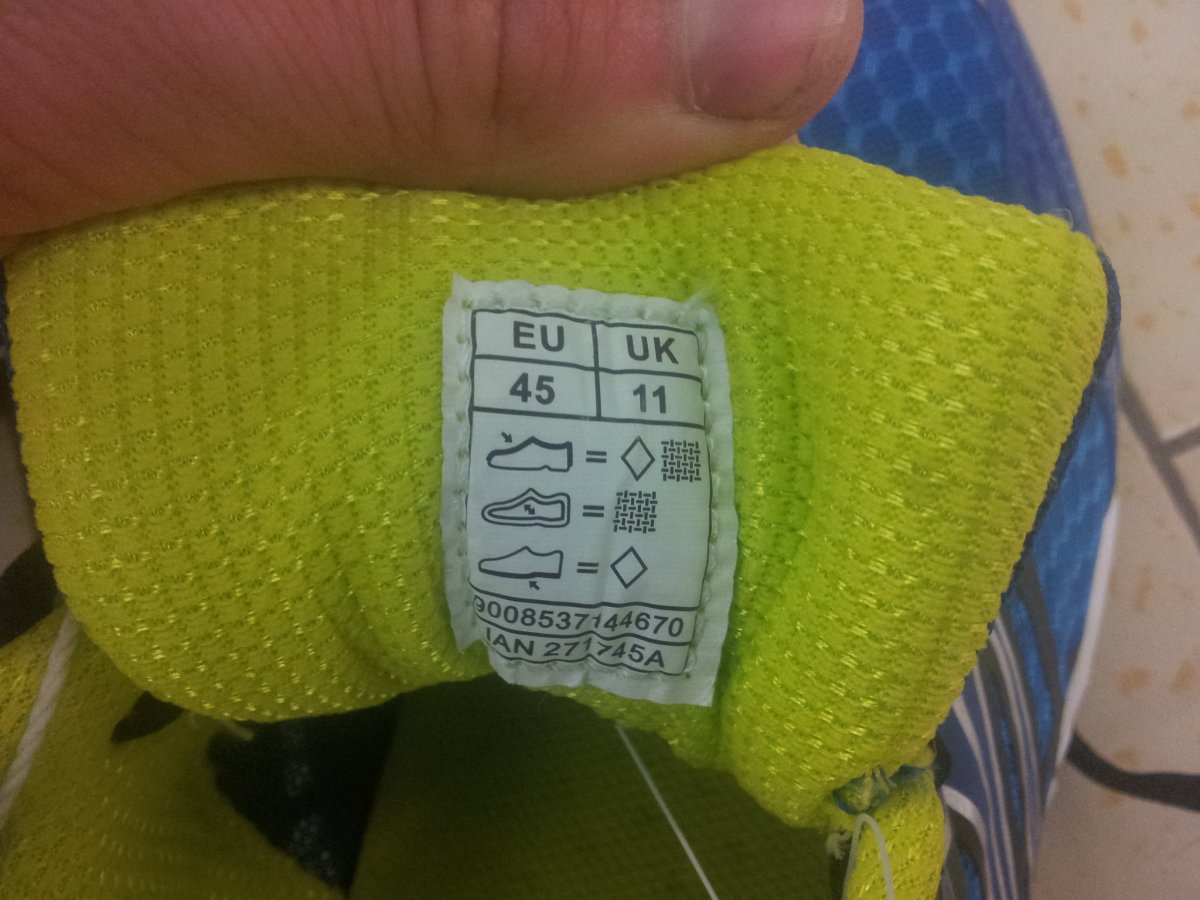 EU UK
45 11
=
=
=
9008537144670
IAN 271745A